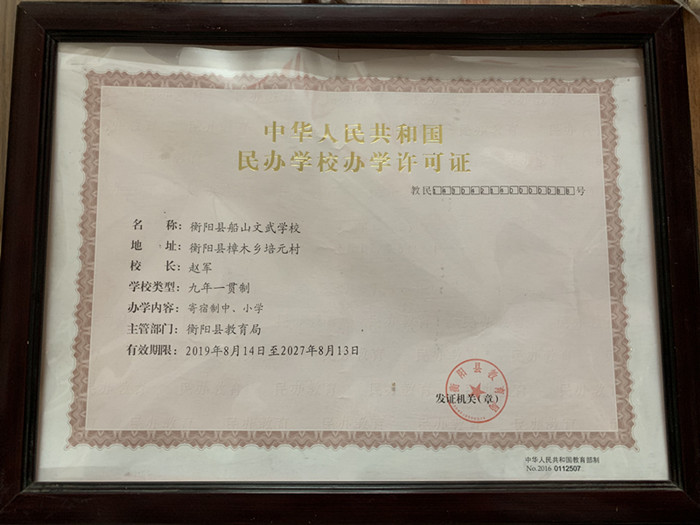 中华人民共和国
民办学校办学许可证
教民 号
名称：衡阳县船山文武学校
地址：衡阳县樟木乡培元村
校长：赵军
学校类型：九年一贯制
办学内容：寄宿制中、小学
主管部门：衡阳县教育局
有效期限：2019年8月14日至2027年8月13日
衡阳县教育局
发证机关（章）
中华人民共和国教育部制
No.2016 0112507